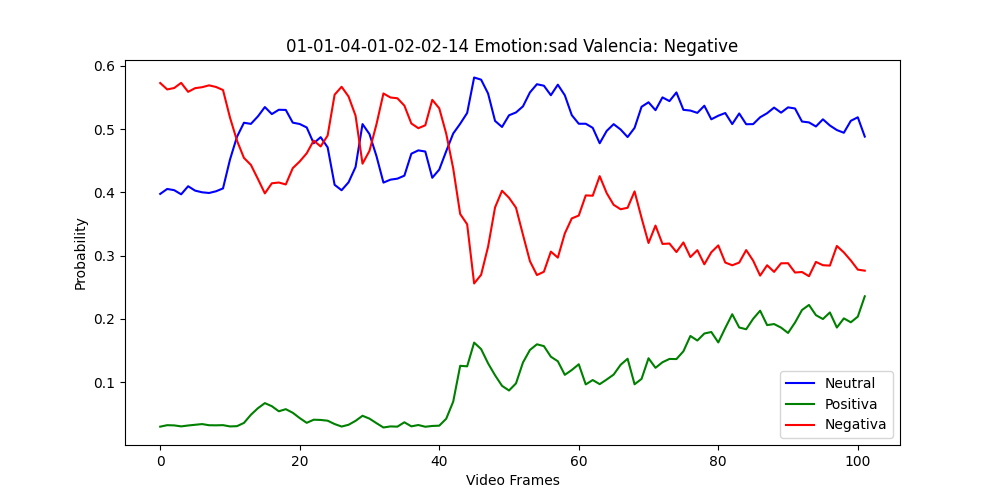 01-01-04-01-02-02-14 Emotion:sad Valencia: Negative
0.6
0.5
0.4
0.3
0.2
0.1
Probability
0 20 40 60 80 100
Video Frames
Neutral
Positiva
Negativa